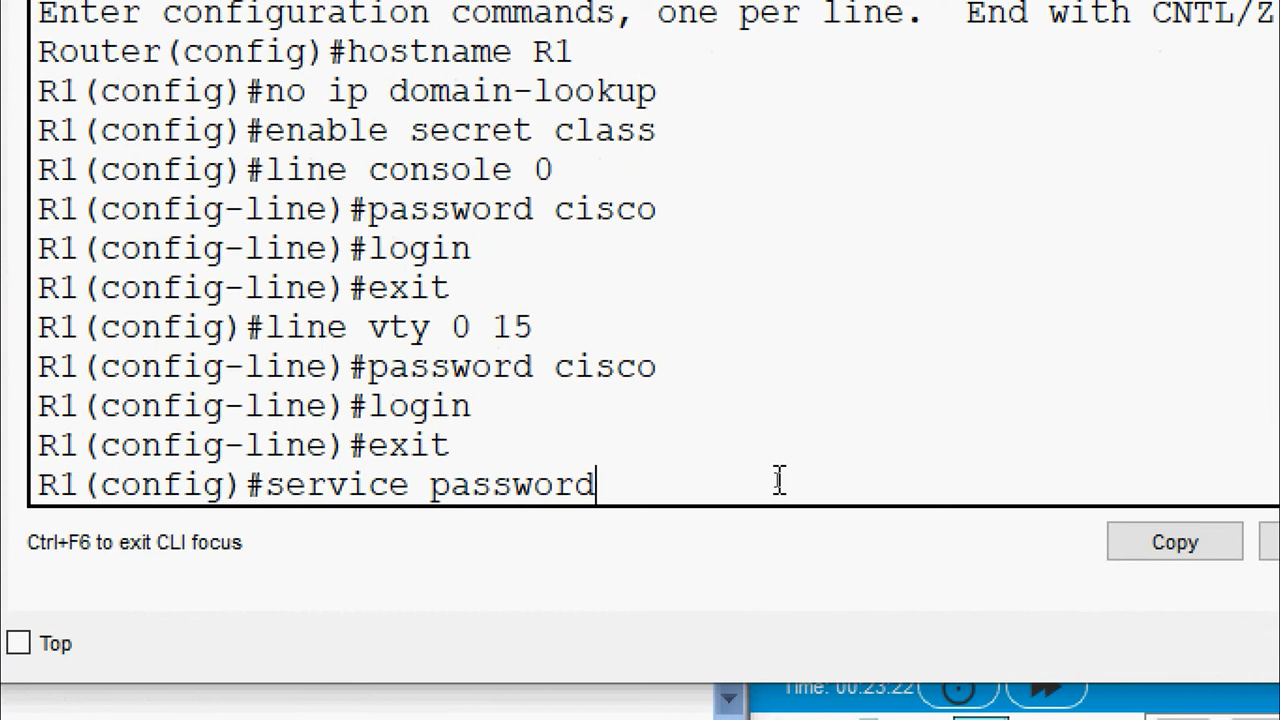 Enter configuration commands, one per line.  End with CNTL/Z
Router(config)#hostname R1
R1(config)#no ip domain-lookup
R1(config)#enable secret class
R1(config)#line console 0
R1(config-line)#password cisco
R1(config-line)#login
R1(config-line)#exit
R1(config)#line vty 0 15
R1(config-line)#password cisco
R1(config-line)#login
R1(config-line)#exit
R1(config)#service password
Ctrl+F6 to exit CLI focus
Copy
Top
Time: 00:23:22